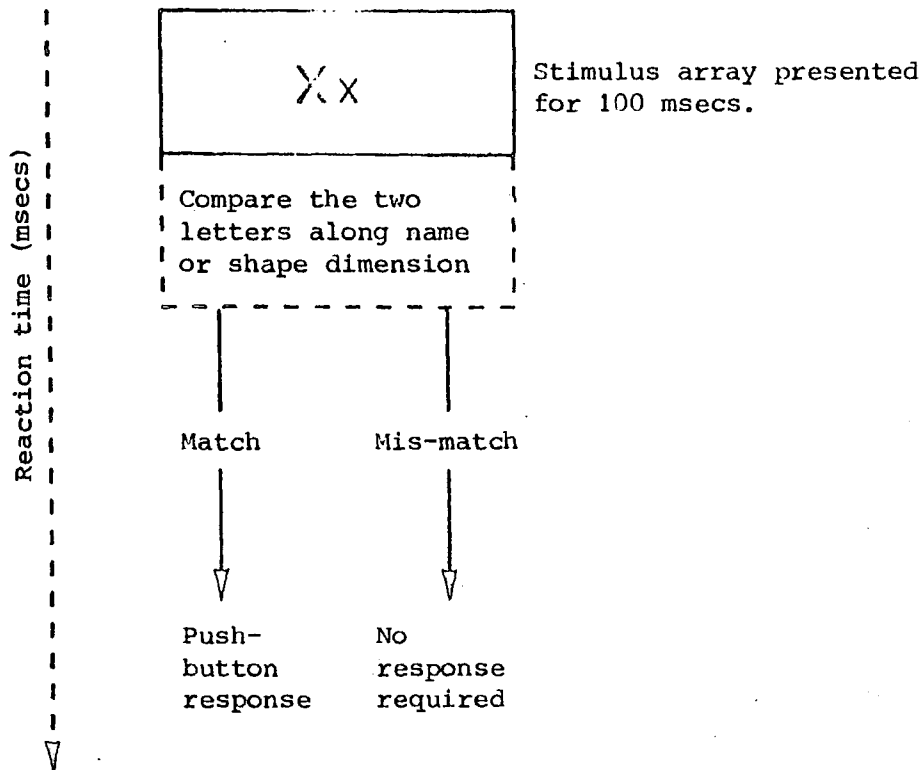 Xx
Stimulus array presented
for 100 msecs.
Reaction time (msecs)
Compare the two
letters along name
or shape dimension
Match
Mis-match
Push-
button
response
No
response
required